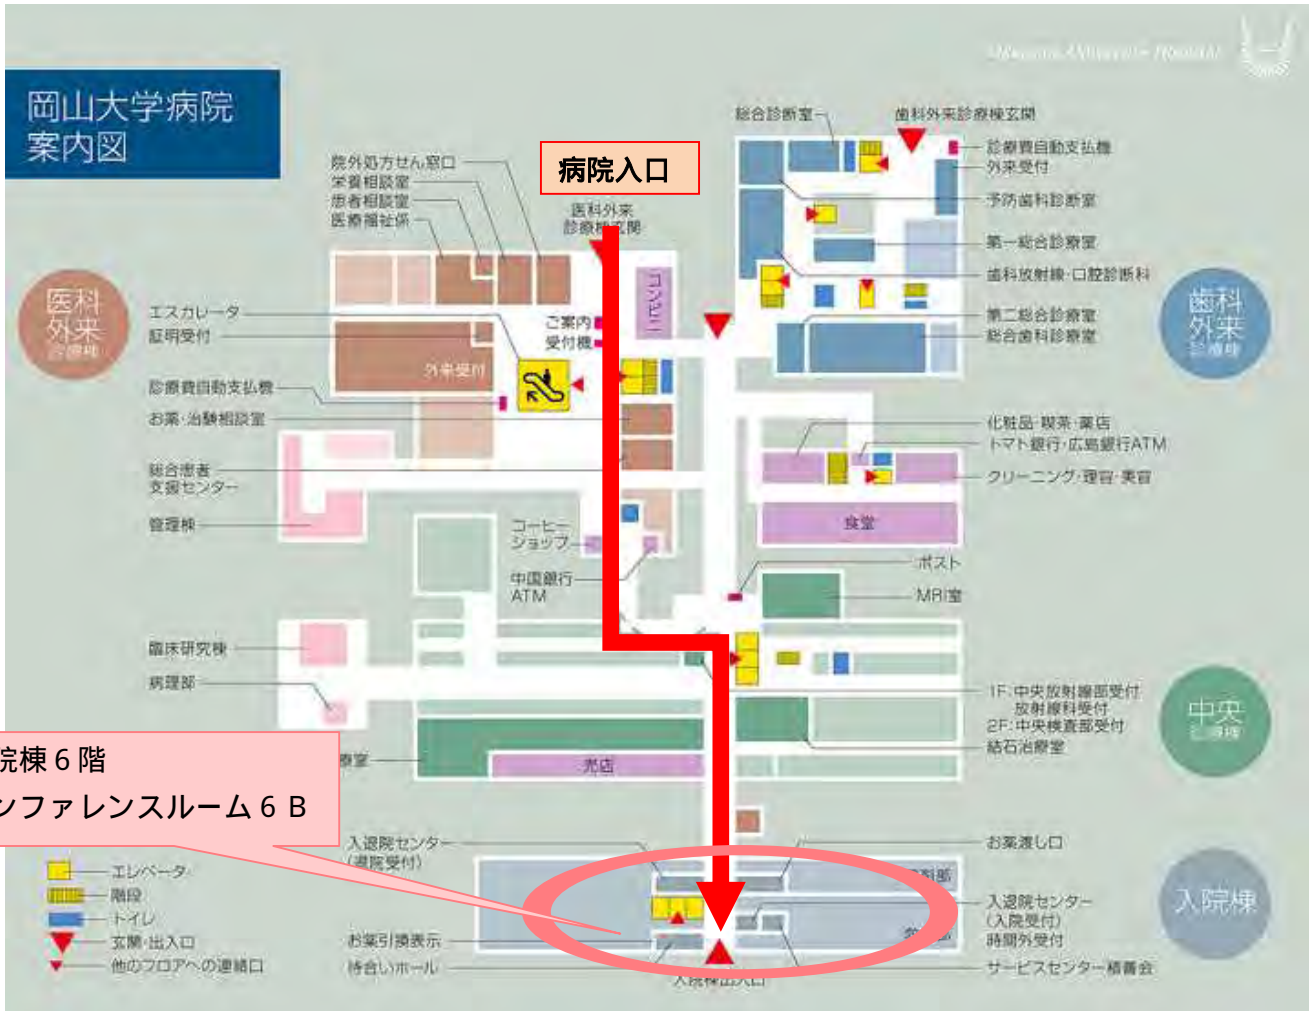 岡山大学病院
案内図
病院入口
院外処方せん窓口
栄養相談室
患者相談室
医療福祉係
医科外来
診療棟玄関
総合診断室
歯科外来診療棟玄関
診療費自動支払機
外来受付
予防歯科診断室
第一総合診療室
歯科放射線・口腔診断科
第二総合診療室
総合歯科診療室
医科
外来
診療棟
歯科
外来
診療棟
エスカレータ
証明受付
外来受付
診療費自動支払機
お薬・治験相談室
総合患者
支援センター
管理棟
ご案内
受付機
コンビニ
コーヒー
ショップ
中国銀行
ATM
化粧品・喫茶・薬店
トマト銀行・広島銀行ATM
クリーニング・理容・美容
食堂
ポスト
MRI室
臨床研究棟
病理部
1F:中央放射線部受付
放射線科受付
2F:中央検査部受付
結石治療室
中央
診療棟
売店
療室
院棟6階
ンファレンスルーム6B
入退院センター
(退院受付)
お薬渡し口
入退院センター
(入院受付)
時間外受付
サービスセンター積善会
お薬引換表示
待合いホール
入院棟出入口
入院棟
エレベータ
階段
トイレ
玄関・出入口
他のフロアへの連絡口